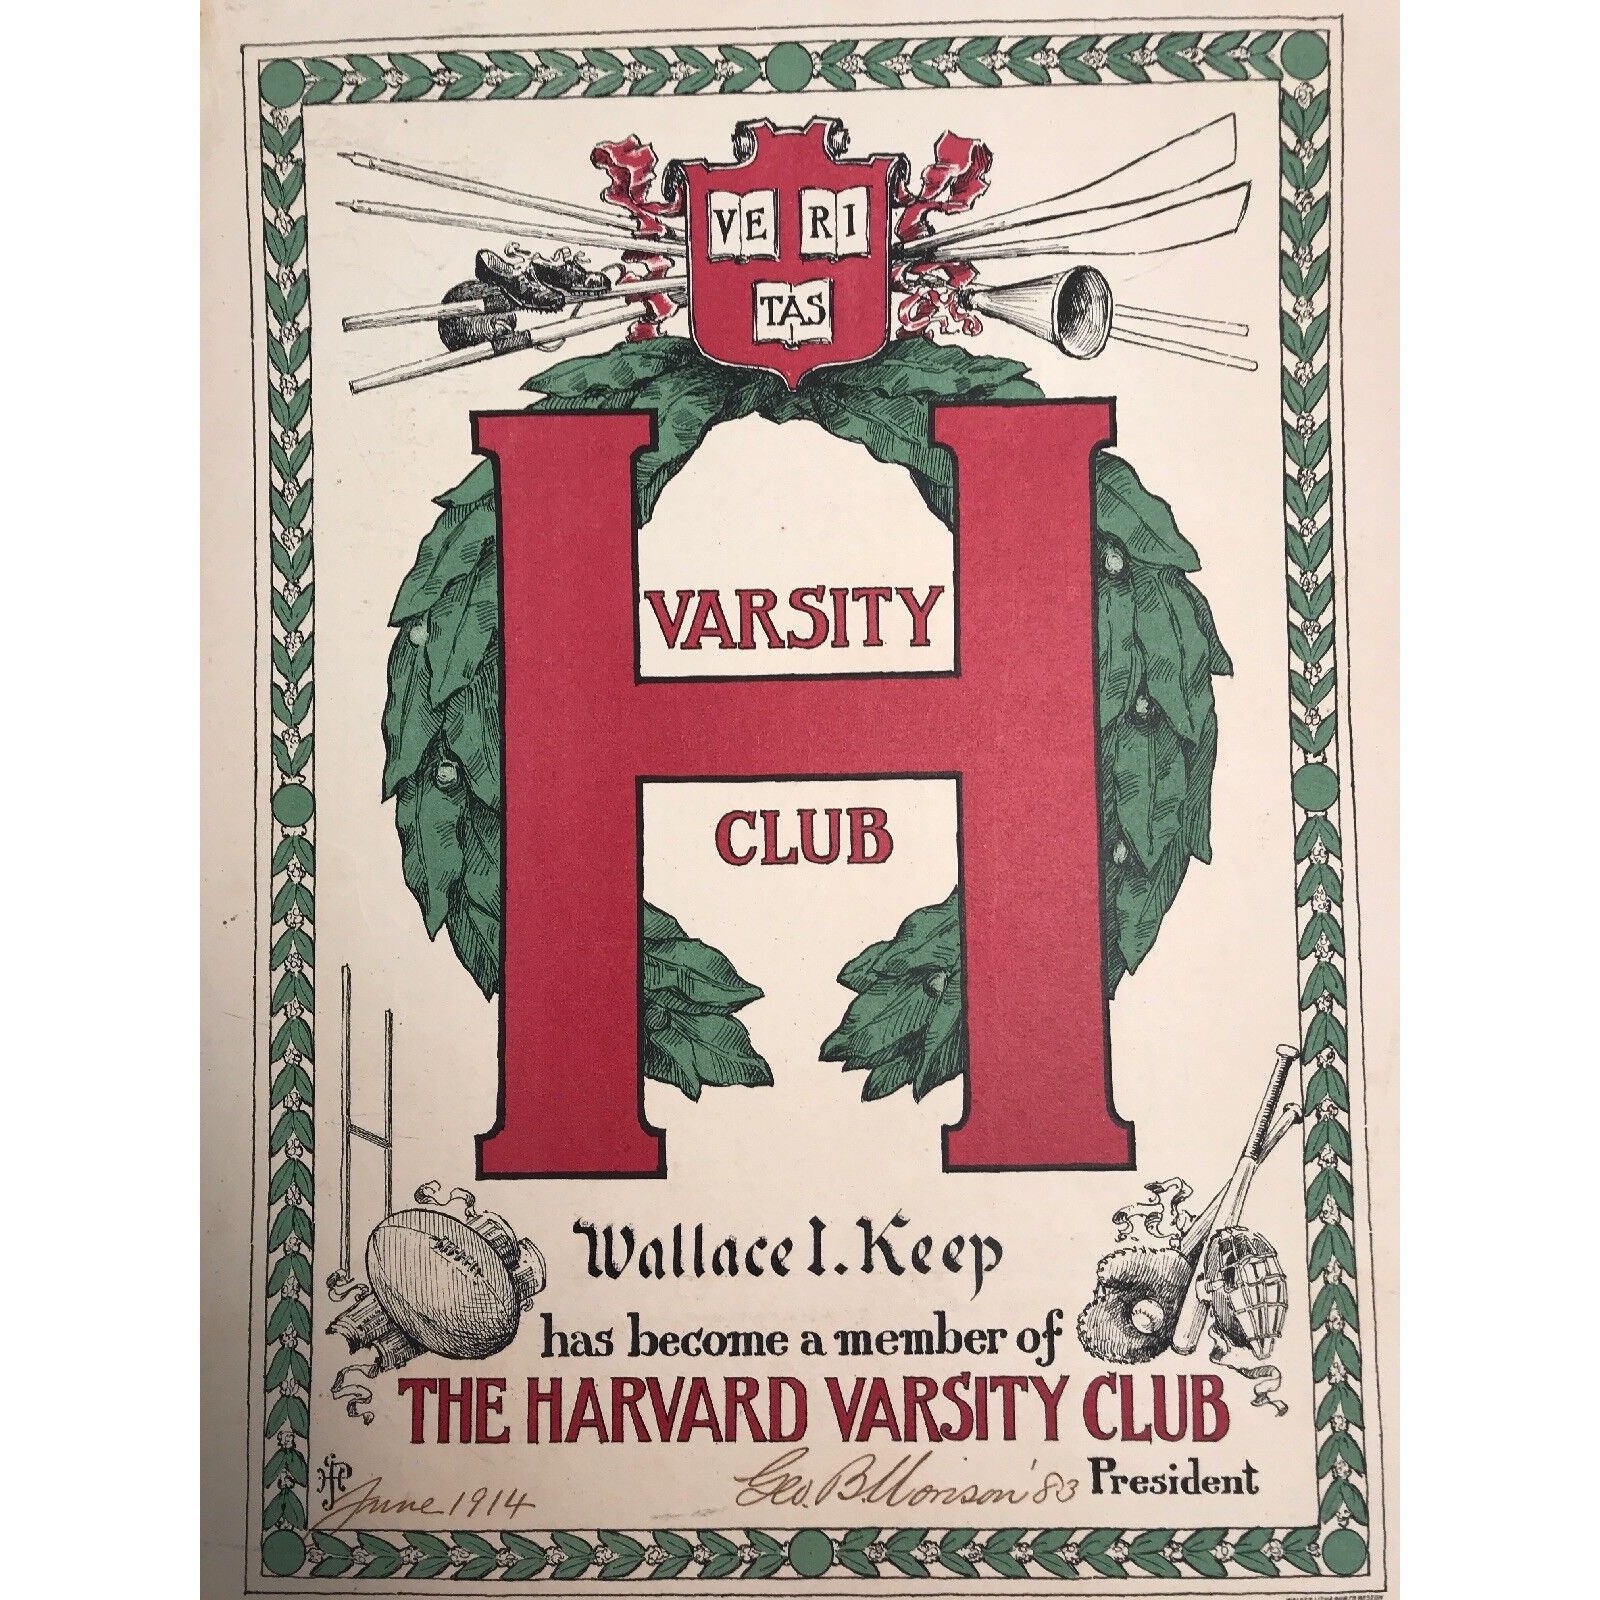 VE RI
TAS
VARSITY
CLUB
Wallace I. Keep
has become a member of
THE HARVARD VARSITY CLUB
June 1914
Geo. B. Morison '83 President